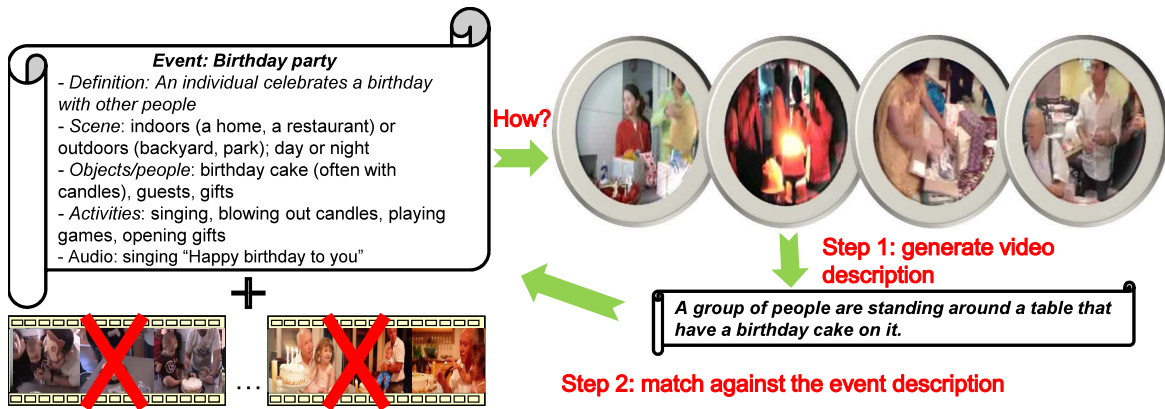 Event: Birthday party
- Definition: An individual celebrates a birthday
with other people
- Scene: indoors (a home, a restaurant) or
outdoors (backyard, park); day or night
- Objects/people: birthday cake (often with
candles), guests, gifts
- Activities: singing, blowing out candles, playing
games, opening gifts
- Audio: singing “Happy birthday to you”
How?
Step 1: generate video
description
A group of people are standing around a table that
have a birthday cake on it.
...
Step 2: match against the event description